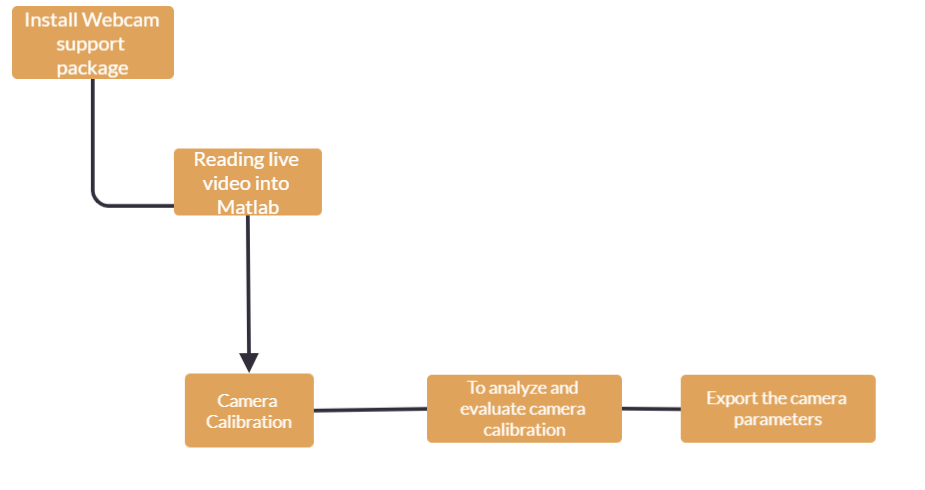 Install Webcam
support
package
Reading live
video into
Matlab
Camera
Calibration
To analyze and
evaluate camera
calibration
Export the camera
parameters